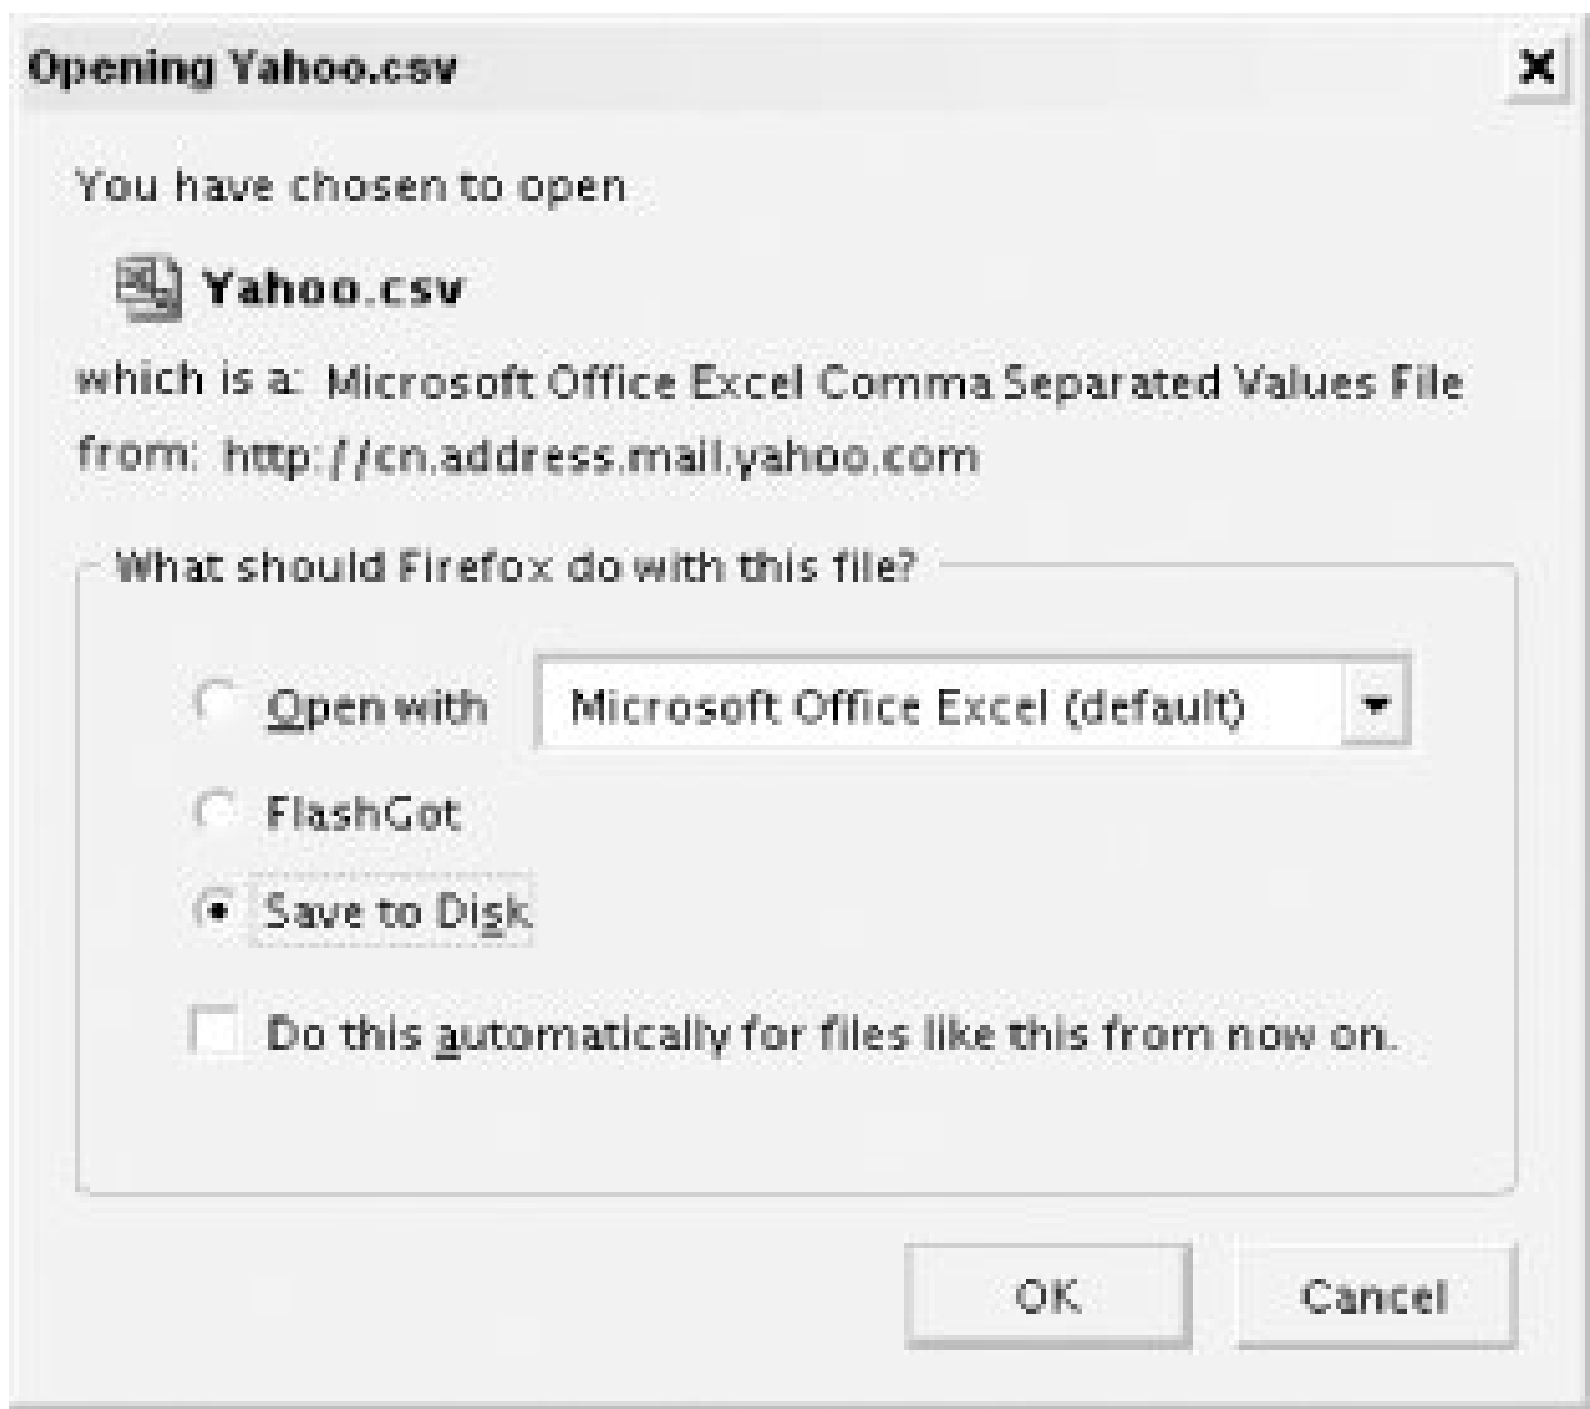 Opening Yahoo.csv
You have chosen to open
Yahoo.csv
which is a: Microsoft Office Excel Comma Separated Values File
from: http://cn.address.mail.yahoo.com
What should Firefox do with this file?
Open with Microsoft Office Excel (default)
FlashGot
Save to Disk
Do this automatically for files like this from now on.
OK Cancel